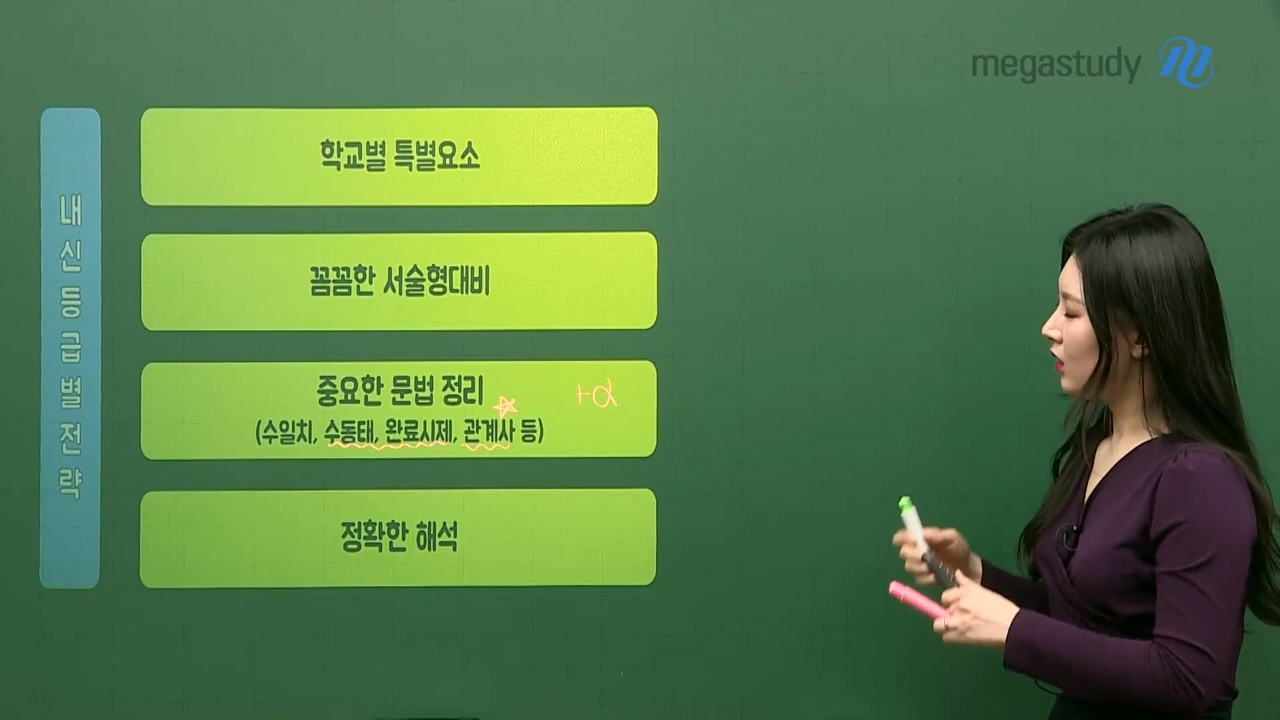 megastudy
내신등급별전략
학교별 특별요소
꼼꼼한 서술형대비
중요한 문법 정리
+α
(수일치, 수동태, 완료시제, 관계사 등)
정확한 해석